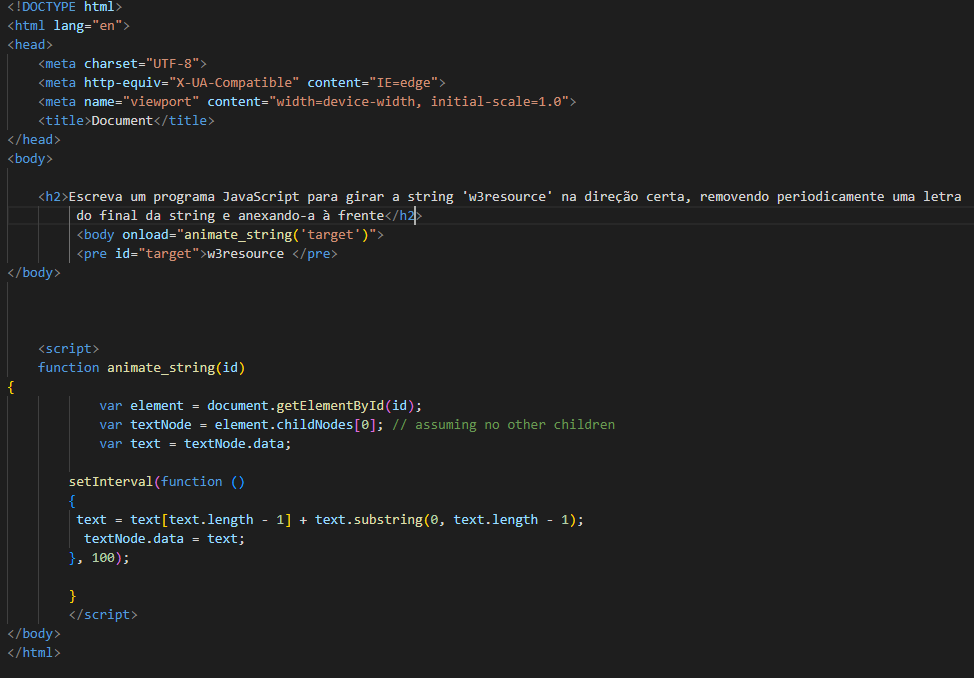 <!DOCTYPE html>
<html lang="en">
<head>
    <meta charset="UTF-8">
    <meta http-equiv="X-UA-Compatible" content="IE=edge">
    <meta name="viewport" content="width=device-width, initial-scale=1.0">
    <title>Document</title>
</head>
<body>
    <h2>Escreva um programa JavaScript para girar a string 'w3resource' na direção certa, removendo periodicamente uma letra
         do final da string e anexando-a à frente</h2>
         <body onload="animate_string('target')">
         <pre id="target">w3resource </pre>
</body>
    <script>
    function animate_string(id)
{
            var element = document.getElementById(id);
            var textNode = element.childNodes[0]; // assuming no other children
            var text = textNode.data;
        setInterval(function ()
        {
         text = text[text.length - 1] + text.substring(0, text.length - 1);
          textNode.data = text;
        }, 100);
        }
        </script>
</body>
</html>